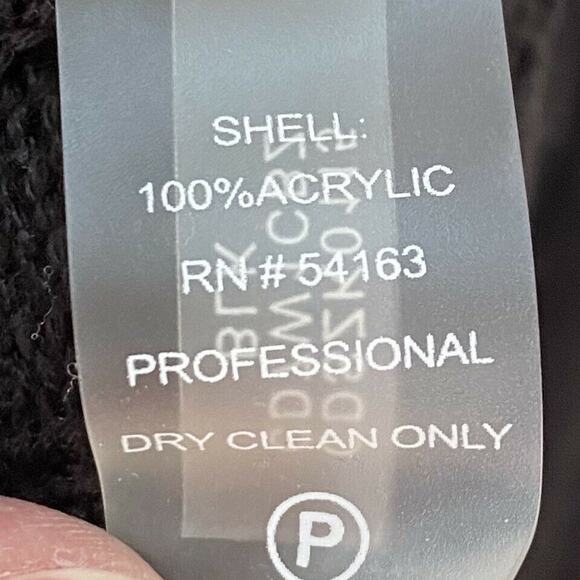 SHELL:
100%ACRYLIC
RN # 54163
PROFESSIONAL
DRY CLEAN ONLY
P